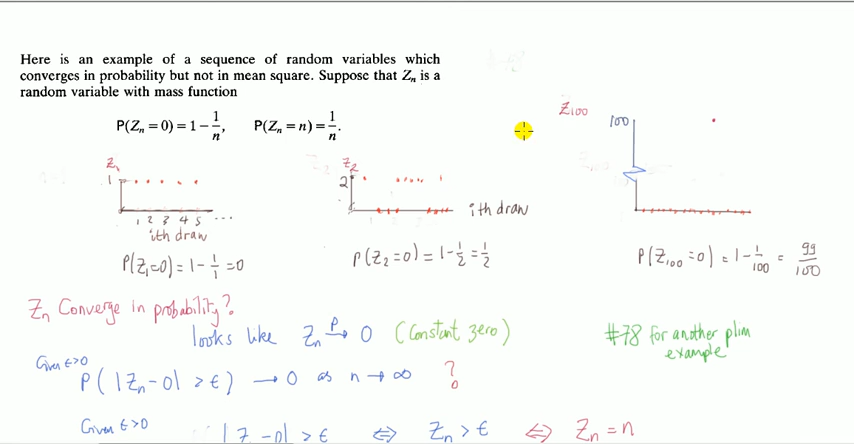 Here is an example of a sequence of random variables which
converges in probability but not in mean square. Suppose that Zn is a
random variable with mass function
P(Zn = 0) = 1 − 1/n, P(Zn = n) = 1/n.
Z1
1
1 2 3 4 5 ...
ith draw
P(Z1=0) = 1 - 1/1 = 0
Z2
2
ith draw
P(Z2=0) = 1 - 1/2 = 1/2
Z100
100
P(Z100=0) = 1 - 1/100 = 99/100
Zn Converge in probability?
looks like Zn P→ 0 (Constant zero)
#78 for another plim
example
Given ε>0
P(|Zn-0| > ε) → 0 as n → ∞ ?
Given ε>0 |Z -0| > ε ⇔ Zn > ε ⇔ Zn = n